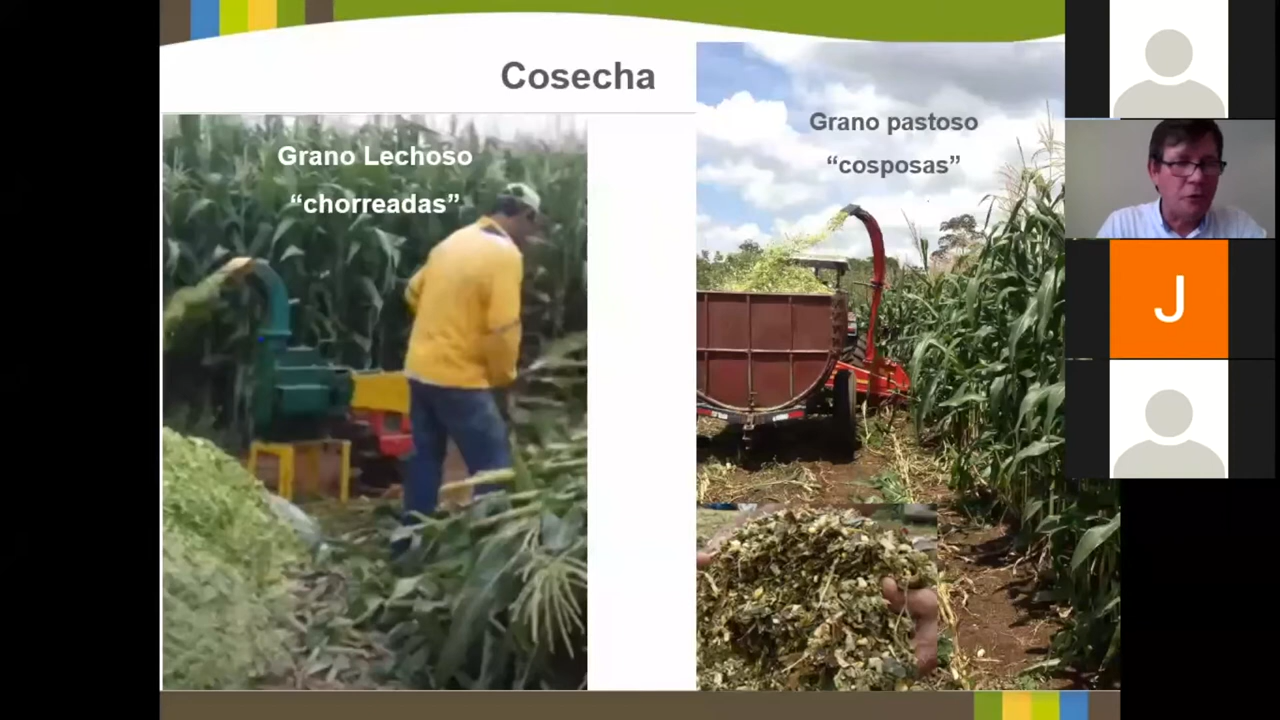 Cosecha
Grano Lechoso
“chorreadas”
Grano pastoso
“cosposas”
J